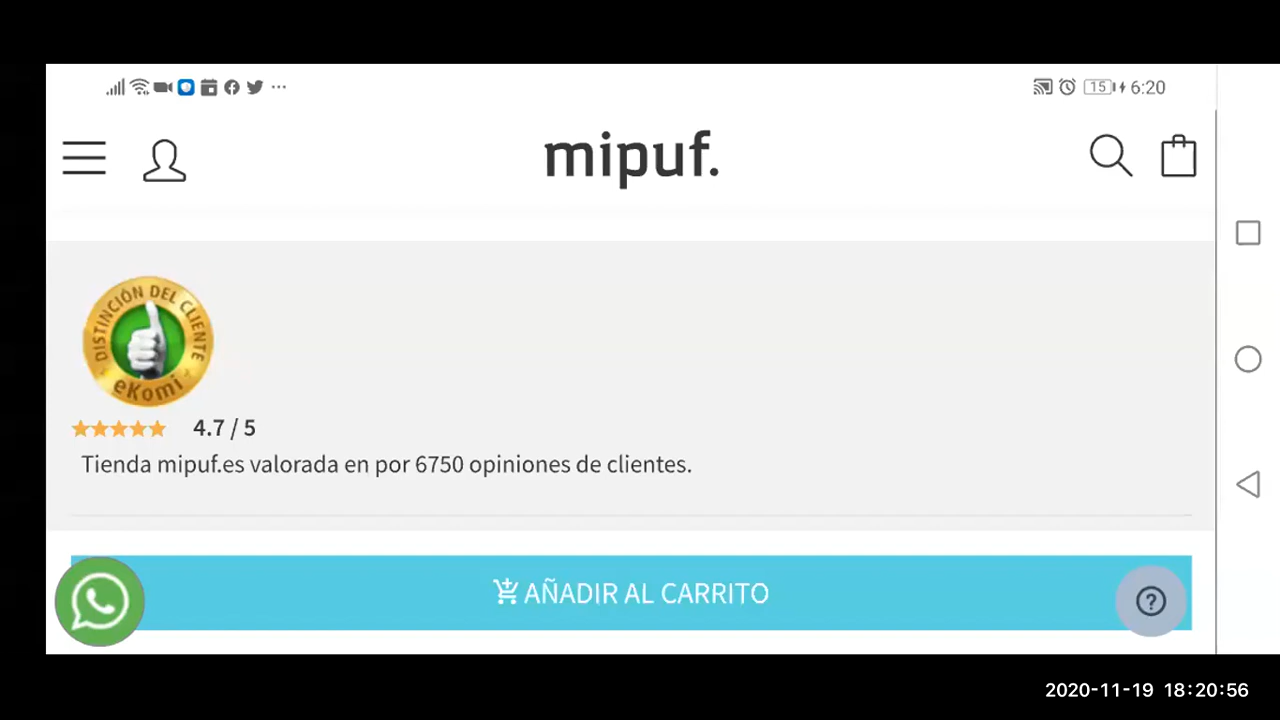 15 6:20
mipuf.
DISTINCIÓN DEL CLIENTE
eKomi
4.7 / 5
Tienda mipuf.es valorada en por 6750 opiniones de clientes.
AÑADIR AL CARRITO
?
2020-11-19 18:20:56